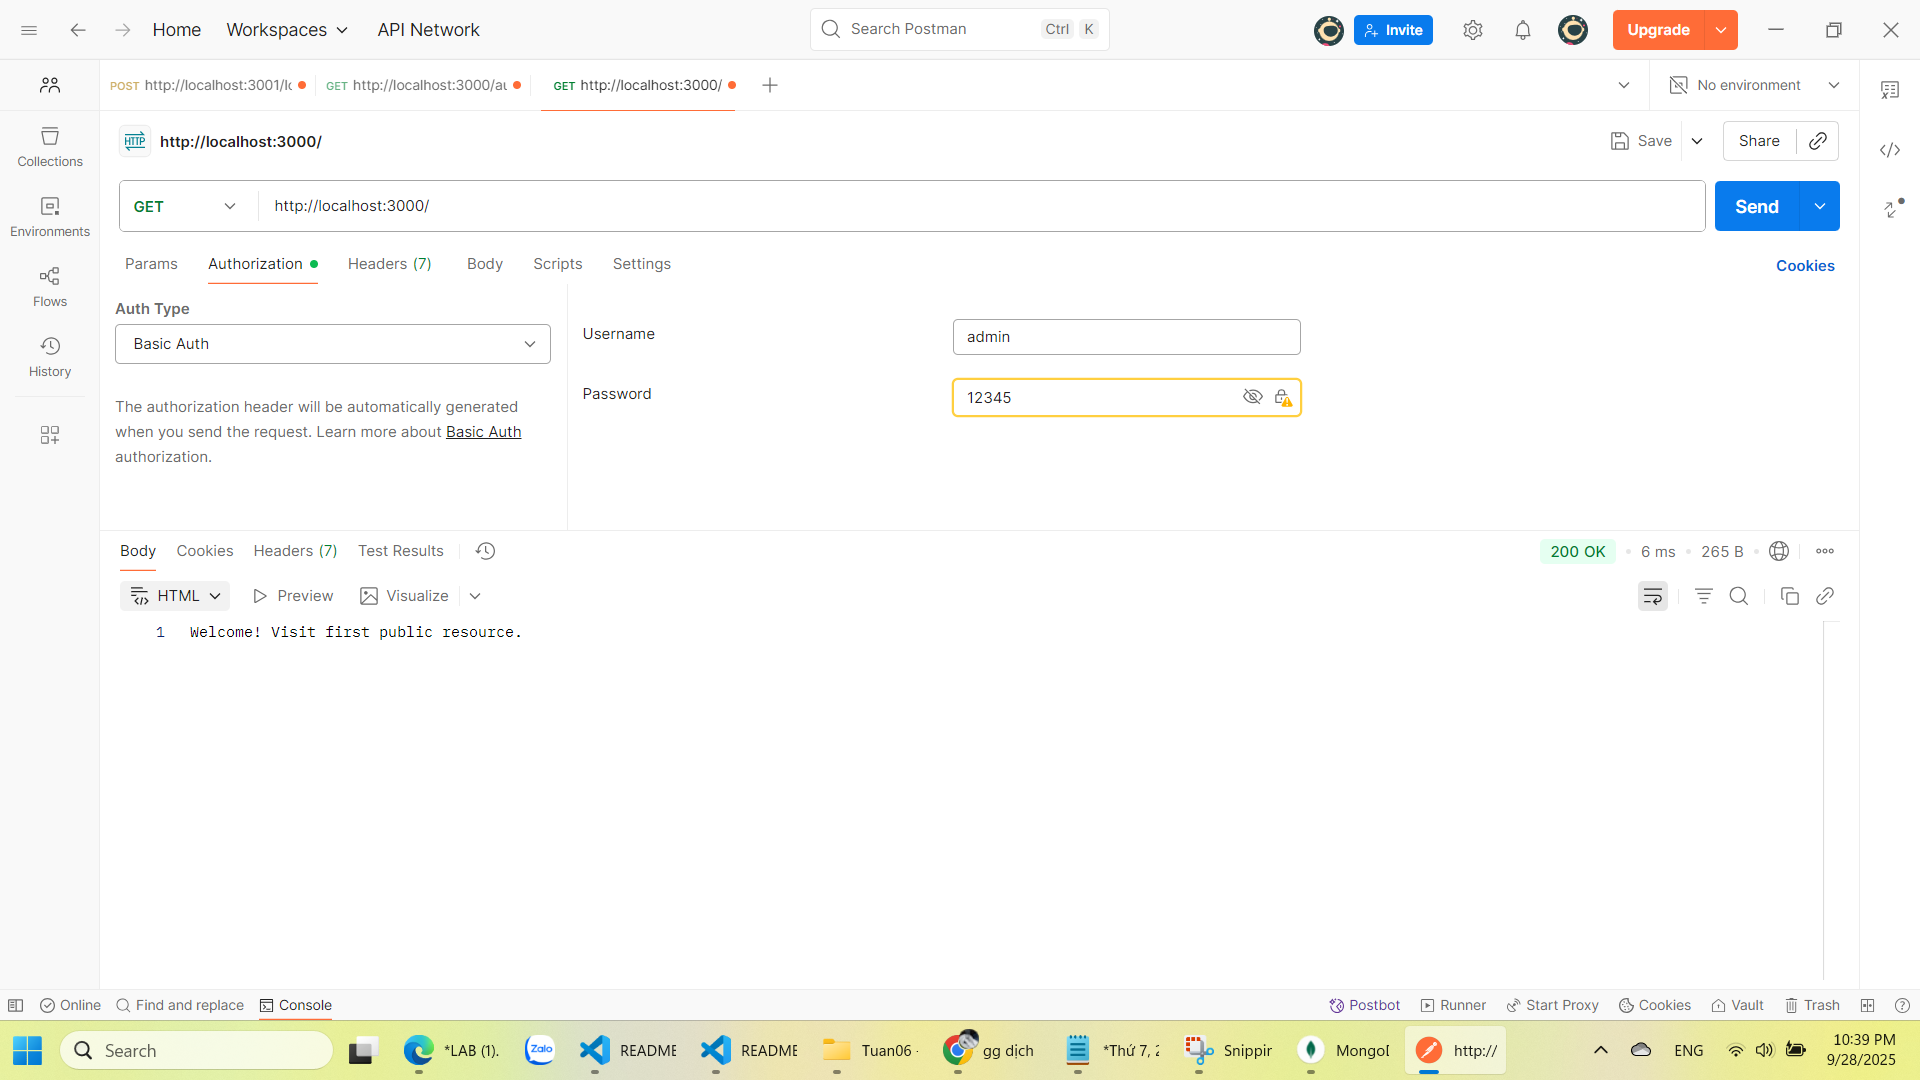 Home
Workspaces
API Network
Search Postman
Ctrl
K
Invite
Upgrade
POST http://localhost:3001/lc
GET http://localhost:3000/au
GET http://localhost:3000/
No environment
HTTP
http://localhost:3000/
Save
Share
Collections
Environments
Flows
History
GET
http://localhost:3000/
Send
Params
Authorization
Headers (7)
Body
Scripts
Settings
Cookies
Auth Type
Basic Auth
The authorization header will be automatically generated
when you send the request. Learn more about Basic Auth
authorization.
Username
admin
Password
12345
Body
Cookies
Headers (7)
Test Results
200 OK
6 ms
265 B
HTML
Preview
Visualize
1
Welcome! Visit first public resource.
Online
Find and replace
Console
Postbot
Runner
Start Proxy
Cookies
Vault
Trash
Search
*LAB (1).
Zalo
README
README
Tuan06 -
gg dịch
*Thứ 7, 2
Snippir
MongoD
http://
ENG
10:39 PM
9/28/2025